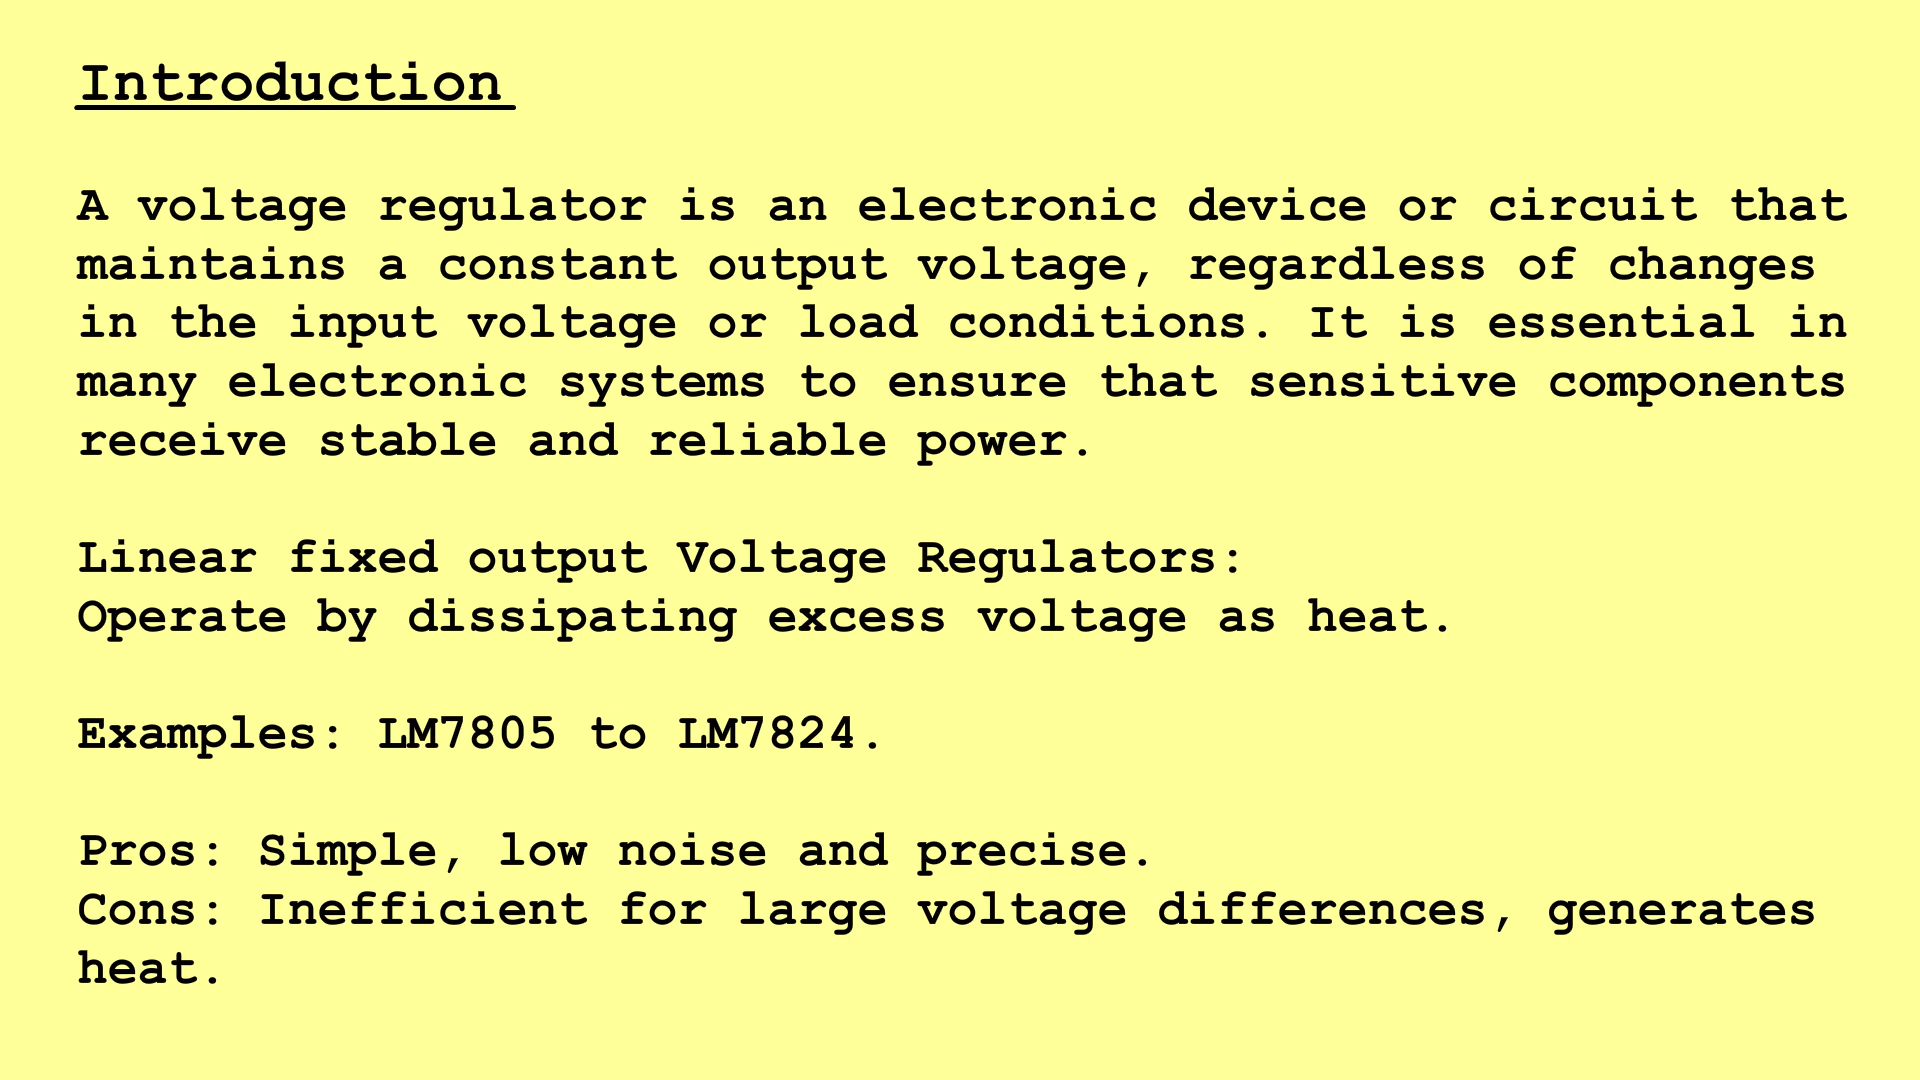 Introduction
A voltage regulator is an electronic device or circuit that
maintains a constant output voltage, regardless of changes
in the input voltage or load conditions. It is essential in
many electronic systems to ensure that sensitive components
receive stable and reliable power.
Linear fixed output Voltage Regulators:
Operate by dissipating excess voltage as heat.
Examples: LM7805 to LM7824.
Pros: Simple, low noise and precise.
Cons: Inefficient for large voltage differences, generates
heat.